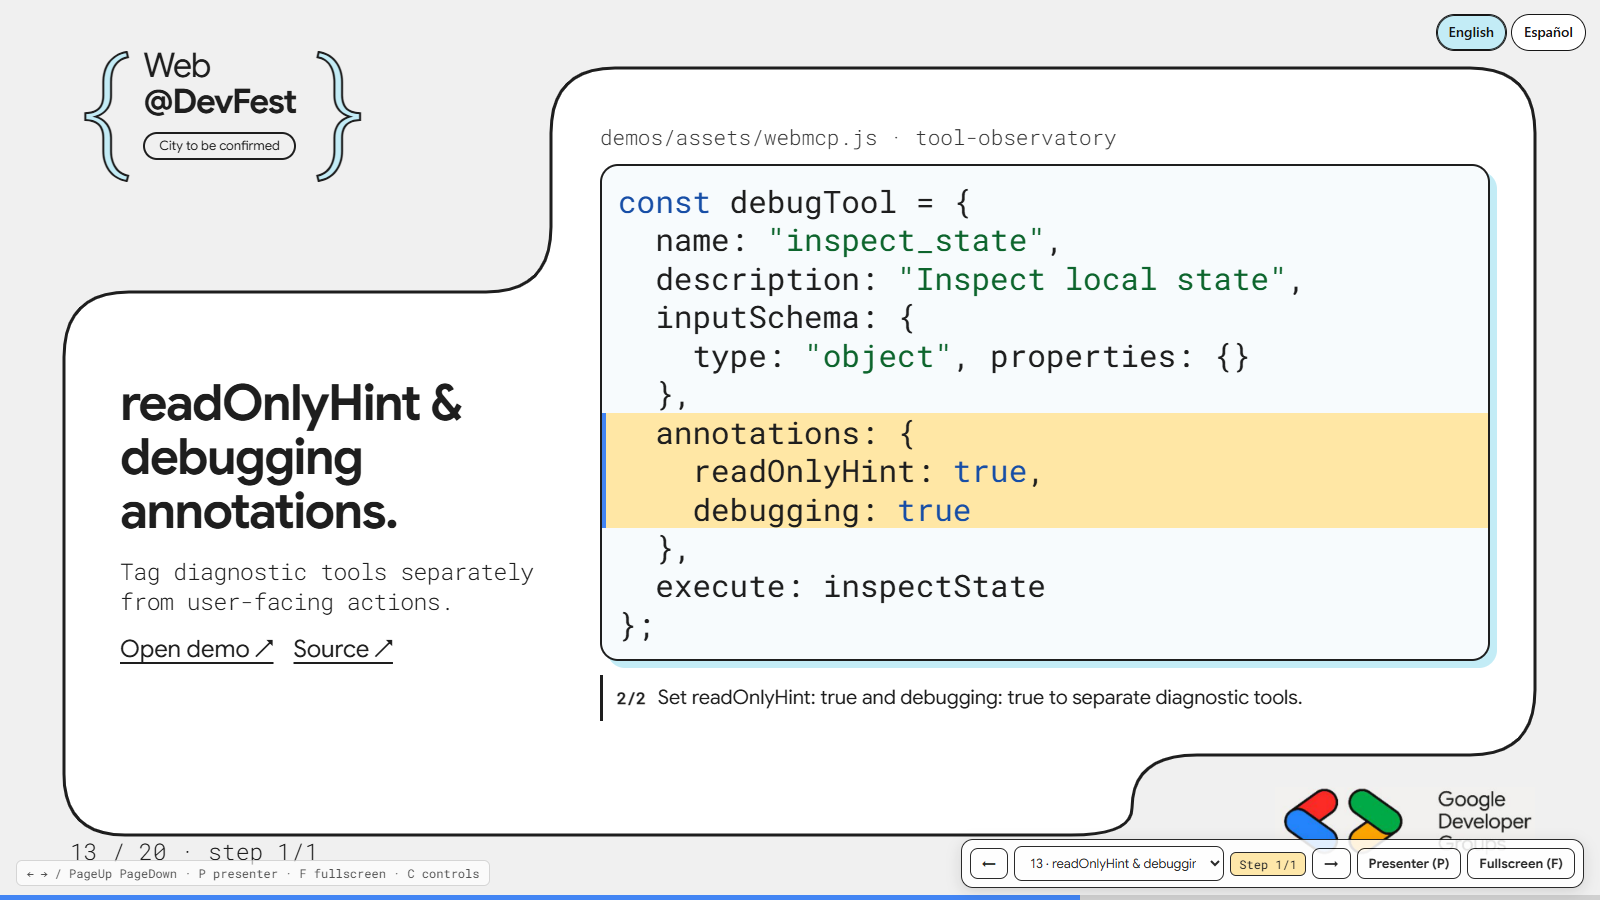 English
Español
Web
@DevFest
City to be confirmed
demos/assets/webmcp.js · tool-observatory
const debugTool = {
name: "inspect_state",
description: "Inspect local state",
inputSchema: {
type: "object", properties: {}
},
annotations: {
readOnlyHint: true,
debugging: true
},
execute: inspectState
};
readOnlyHint &
debugging
annotations.
Tag diagnostic tools separately
from user-facing actions.
Open demo ↗ Source ↗
2/2 Set readOnlyHint: true and debugging: true to separate diagnostic tools.
Google
Developer
Groups
13 / 20 · step 1/1
← → / PageUp PageDown · P presenter · F fullscreen · C controls
← 13 · readOnlyHint & debuggir Step 1/1 → Presenter (P) Fullscreen (F)